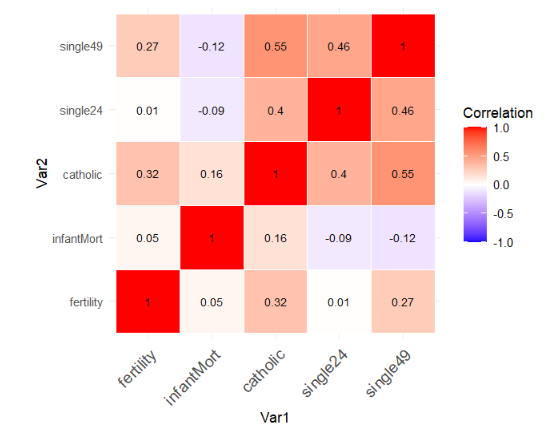 single49 0.27 -0.12 0.55 0.46 1
single24 0.01 -0.09 0.4 1 0.46
catholic 0.32 0.16 1 0.4 0.55
infantMort 0.05 1 0.16 -0.09 -0.12
fertility 1 0.05 0.32 0.01 0.27
fertility infantMort catholic single24 single49
Var1
Var2
Correlation
1.0
0.5
0.0
-0.5
-1.0